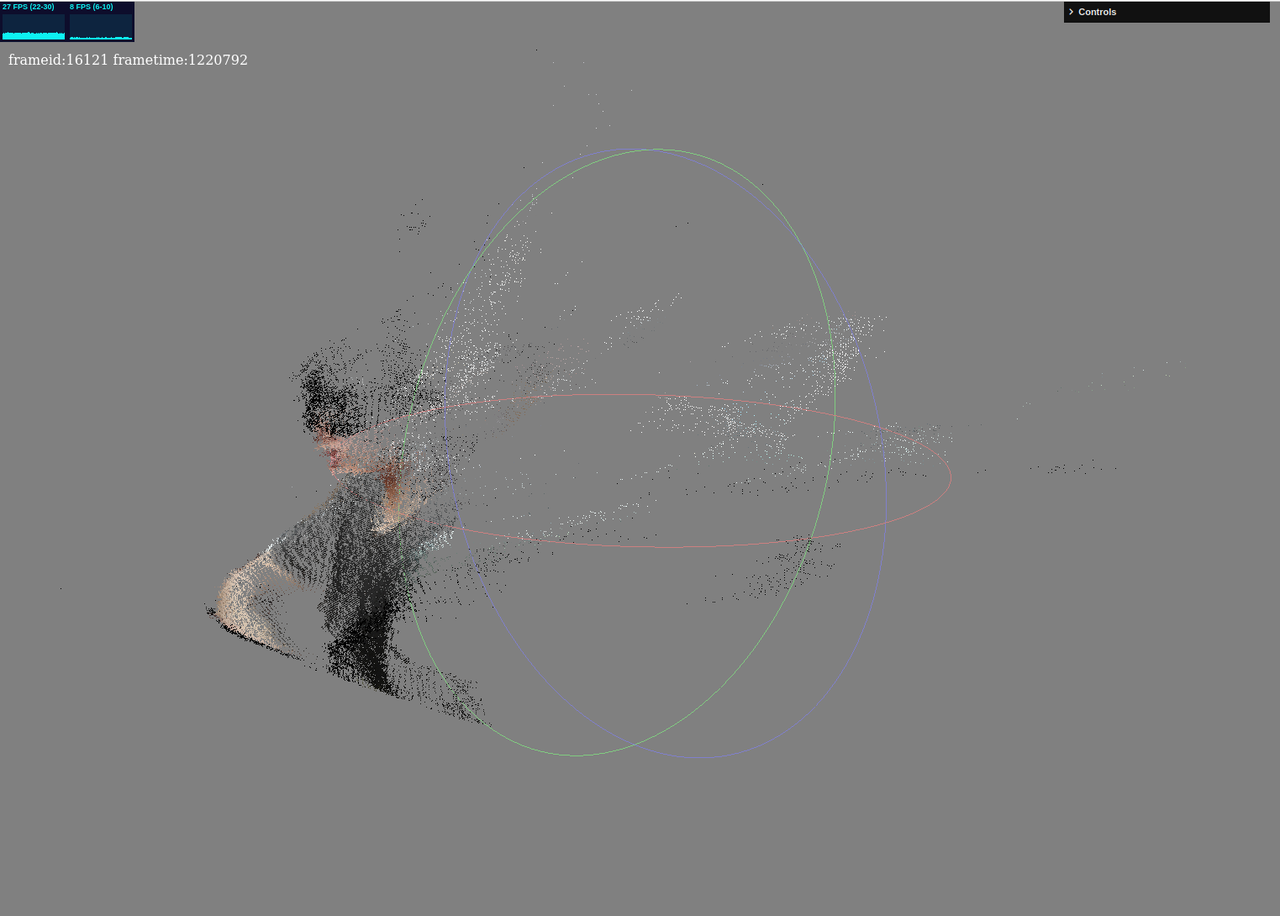 27 FPS (22-30) 8 FPS (6-10)
Controls
frameid:16121 frametime:1220792